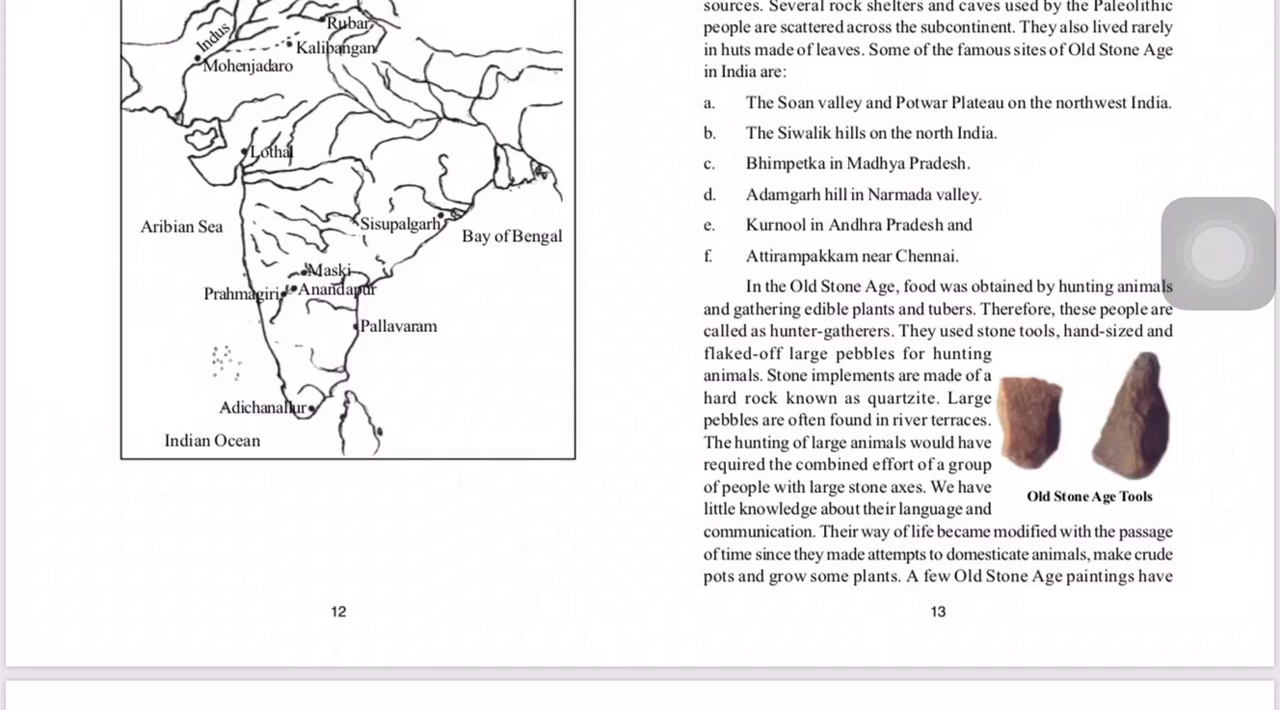 Rubar
Indus
Kalibangan
Mohenjadaro
Lothal
Aribian Sea
Sisupalgarh
Bay of Bengal
Maski
Prahmagiri
Anandapur
Pallavaram
Adichanallur
Indian Ocean
12
sources. Several rock shelters and caves used by the Paleolithic
people are scattered across the subcontinent. They also lived rarely
in huts made of leaves. Some of the famous sites of Old Stone Age
in India are:
a. The Soan valley and Potwar Plateau on the northwest India.
b. The Siwalik hills on the north India.
c. Bhimpetka in Madhya Pradesh.
d. Adamgarh hill in Narmada valley.
e. Kurnool in Andhra Pradesh and
f. Attirampakkam near Chennai.
In the Old Stone Age, food was obtained by hunting animals
and gathering edible plants and tubers. Therefore, these people are
called as hunter-gatherers. They used stone tools, hand-sized and
flaked-off large pebbles for hunting
animals. Stone implements are made of a
hard rock known as quartzite. Large
pebbles are often found in river terraces.
The hunting of large animals would have
required the combined effort of a group
of people with large stone axes. We have
little knowledge about their language and
Old Stone Age Tools
communication. Their way of life became modified with the passage
of time since they made attempts to domesticate animals, make crude
pots and grow some plants. A few Old Stone Age paintings have
13